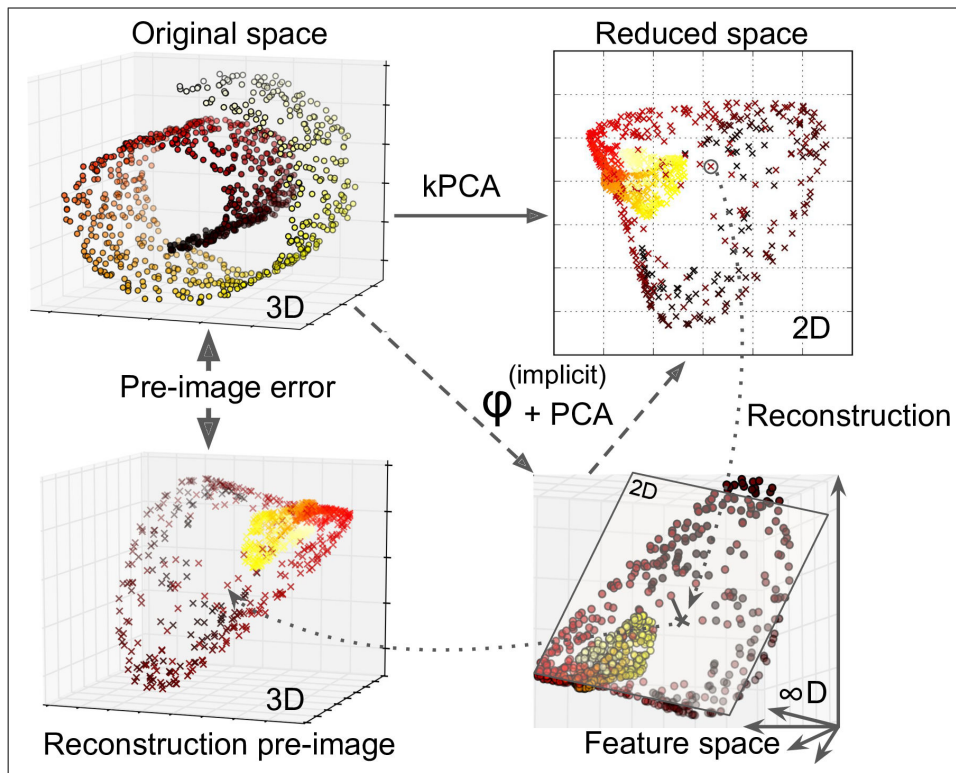 Original space
Reduced space
kPCA
3D
2D
Pre-image error
(implicit)
φ + PCA
Reconstruction
2D
3D
∞D
Reconstruction pre-image
Feature space